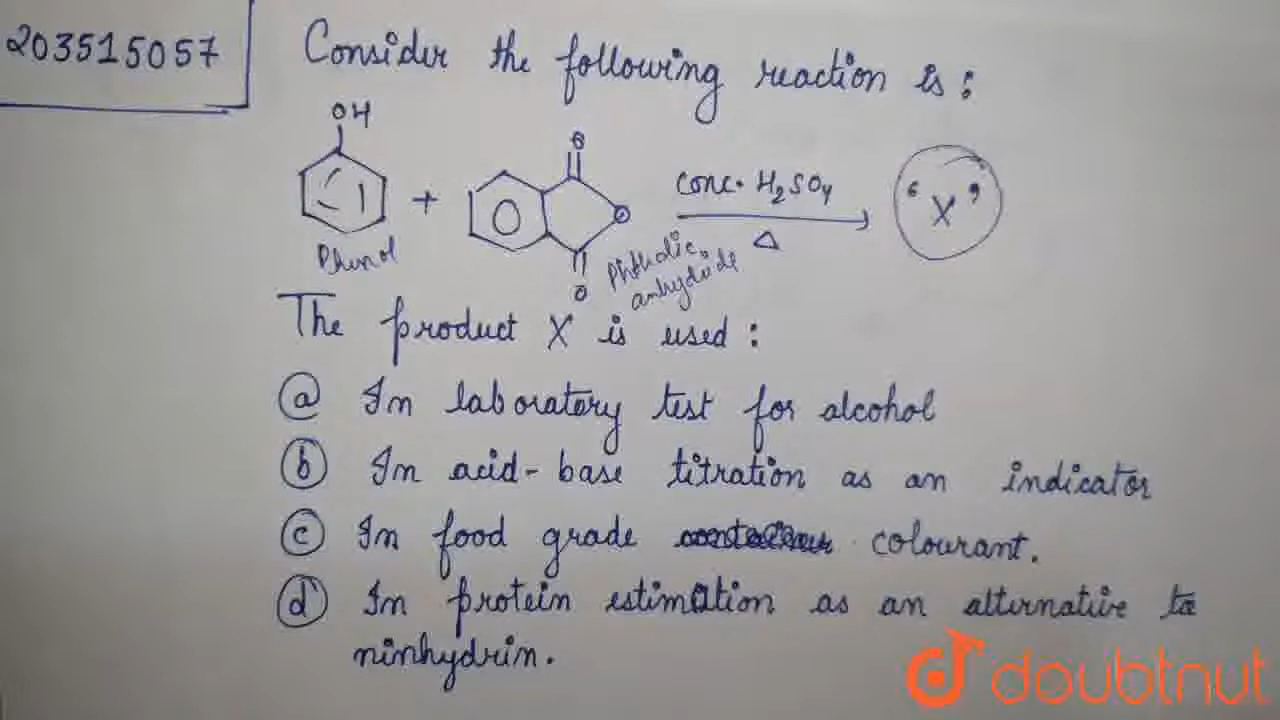 203515057
Consider the following reaction is :
OH
O
+
conc. H2SO4
Δ
'X'
O
Phenol
O
Phthalic anhydride
The product X is used :
(a) In laboratory test for alcohol
(b) In acid-base titration as an indicator
(c) In food grade colourant.
(d) In protein estimation as an alternative to
ninhydrin.
doubtnut